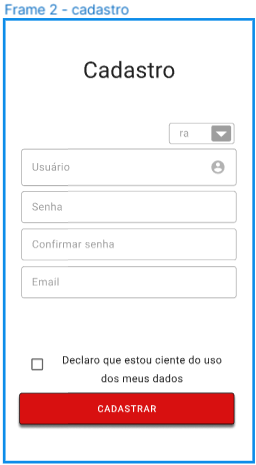 Frame 2 - cadastro
Cadastro
ra
Usuário
Senha
Confirmar senha
Email
Declaro que estou ciente do uso
dos meus dados
CADASTRAR